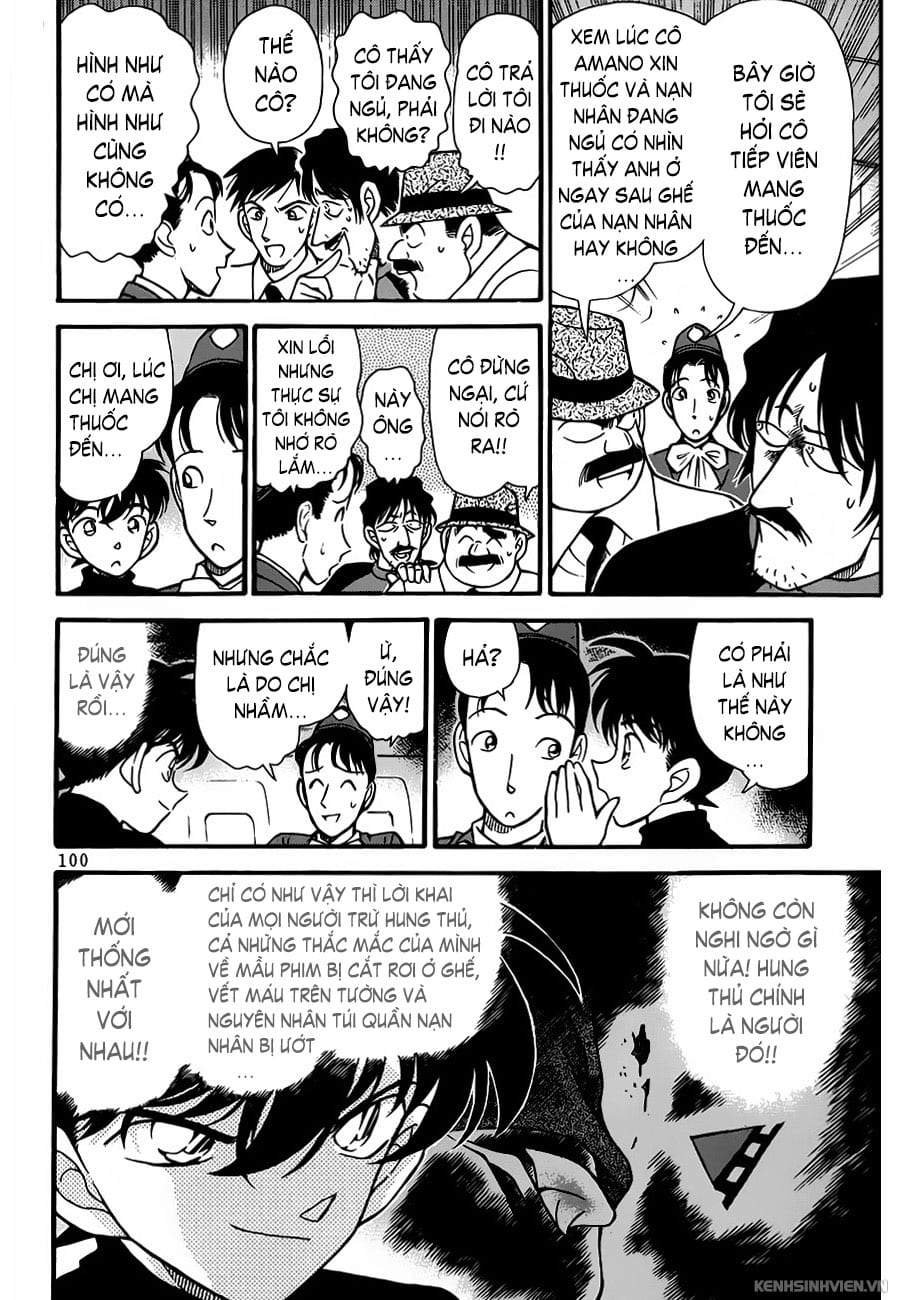 BÂY GIỜ
TÔI SẼ
HỎI CÔ
TIẾP VIÊN
MANG
THUỐC
ĐẾN...
XEM LÚC CÔ
AMANO XIN
THUỐC VÀ NẠN
NHÂN ĐANG
NGỦ CÓ NHÌN
THẤY ANH Ở
NGAY SAU GHẾ
CỦA NẠN NHÂN
HAY KHÔNG
...
CÔ TRẢ
LỜI TÔI
ĐI NÀO
!!
CÔ THẤY
TÔI ĐANG
NGỦ, PHẢI
KHÔNG?
THẾ
NÀO
CÔ?
HÌNH NHƯ
CÓ MÀ
HÌNH NHƯ
CŨNG
KHÔNG
CÓ...
CÔ ĐỪNG
NGẠI, CỨ
NÓI RÕ
RA!!
NÀY
ÔNG
...
XIN LỖI
NHƯNG
THỰC SỰ
TÔI KHÔNG
NHỚ RÕ
LẮM...
CHỊ ƠI, LÚC
CHỊ MANG
THUỐC
ĐẾN...
CÓ PHẢI
LÀ NHƯ
THẾ NÀY
KHÔNG
...
HẢ?
Ừ,
ĐÚNG
VẬY!
NHƯNG CHẮC
LÀ DO CHỊ
NHẦM...
ĐÚNG
LÀ VẬY
RỒI...
100
KHÔNG CÒN
NGHI NGỜ GÌ
NỮA! HUNG
THỦ CHÍNH
LÀ NGƯỜI
ĐÓ!!
CHỈ CÓ NHƯ VẬY THÌ LỜI KHAI
CỦA MỌI NGƯỜI TRỪ HUNG THỦ,
CẢ NHỮNG THẮC MẮC CỦA MÌNH
VỀ MẨU PHIM BỊ CẮT RƠI Ở GHẾ,
VẾT MÁU TRÊN TƯỜNG VÀ
NGUYÊN NHÂN TÚI QUẦN NẠN
NHÂN BỊ ƯỚT
...
MỚI
THỐNG
NHẤT
VỚI
NHAU!!
KENHSINHVIEN.VN